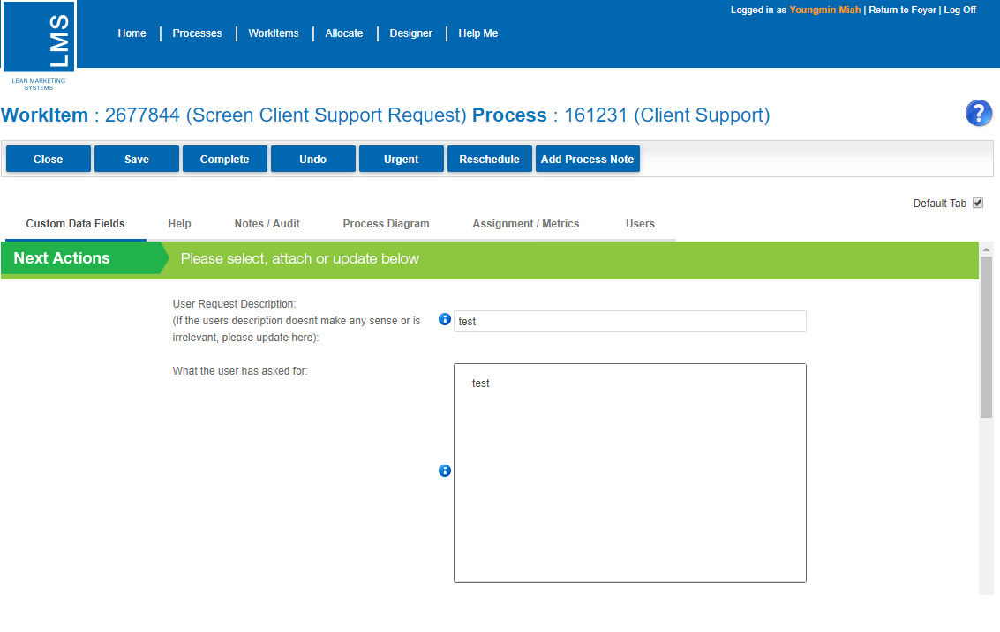 Logged in as Youngmin Miah | Return to Foyer | Log Off
LMS
Home | Processes | WorkItems | Allocate | Designer | Help Me
LEAN MARKETING
SYSTEMS
WorkItem : 2677844 (Screen Client Support Request) Process : 161231 (Client Support)
?
Close Save Complete Undo Urgent Reschedule Add Process Note
Default Tab
Custom Data Fields Help Notes / Audit Process Diagram Assignment / Metrics Users
Next Actions Please select, attach or update below
User Request Description:
(If the users description doesnt make any sense or is
irrelevant, please update here):
test
What the user has asked for:
test